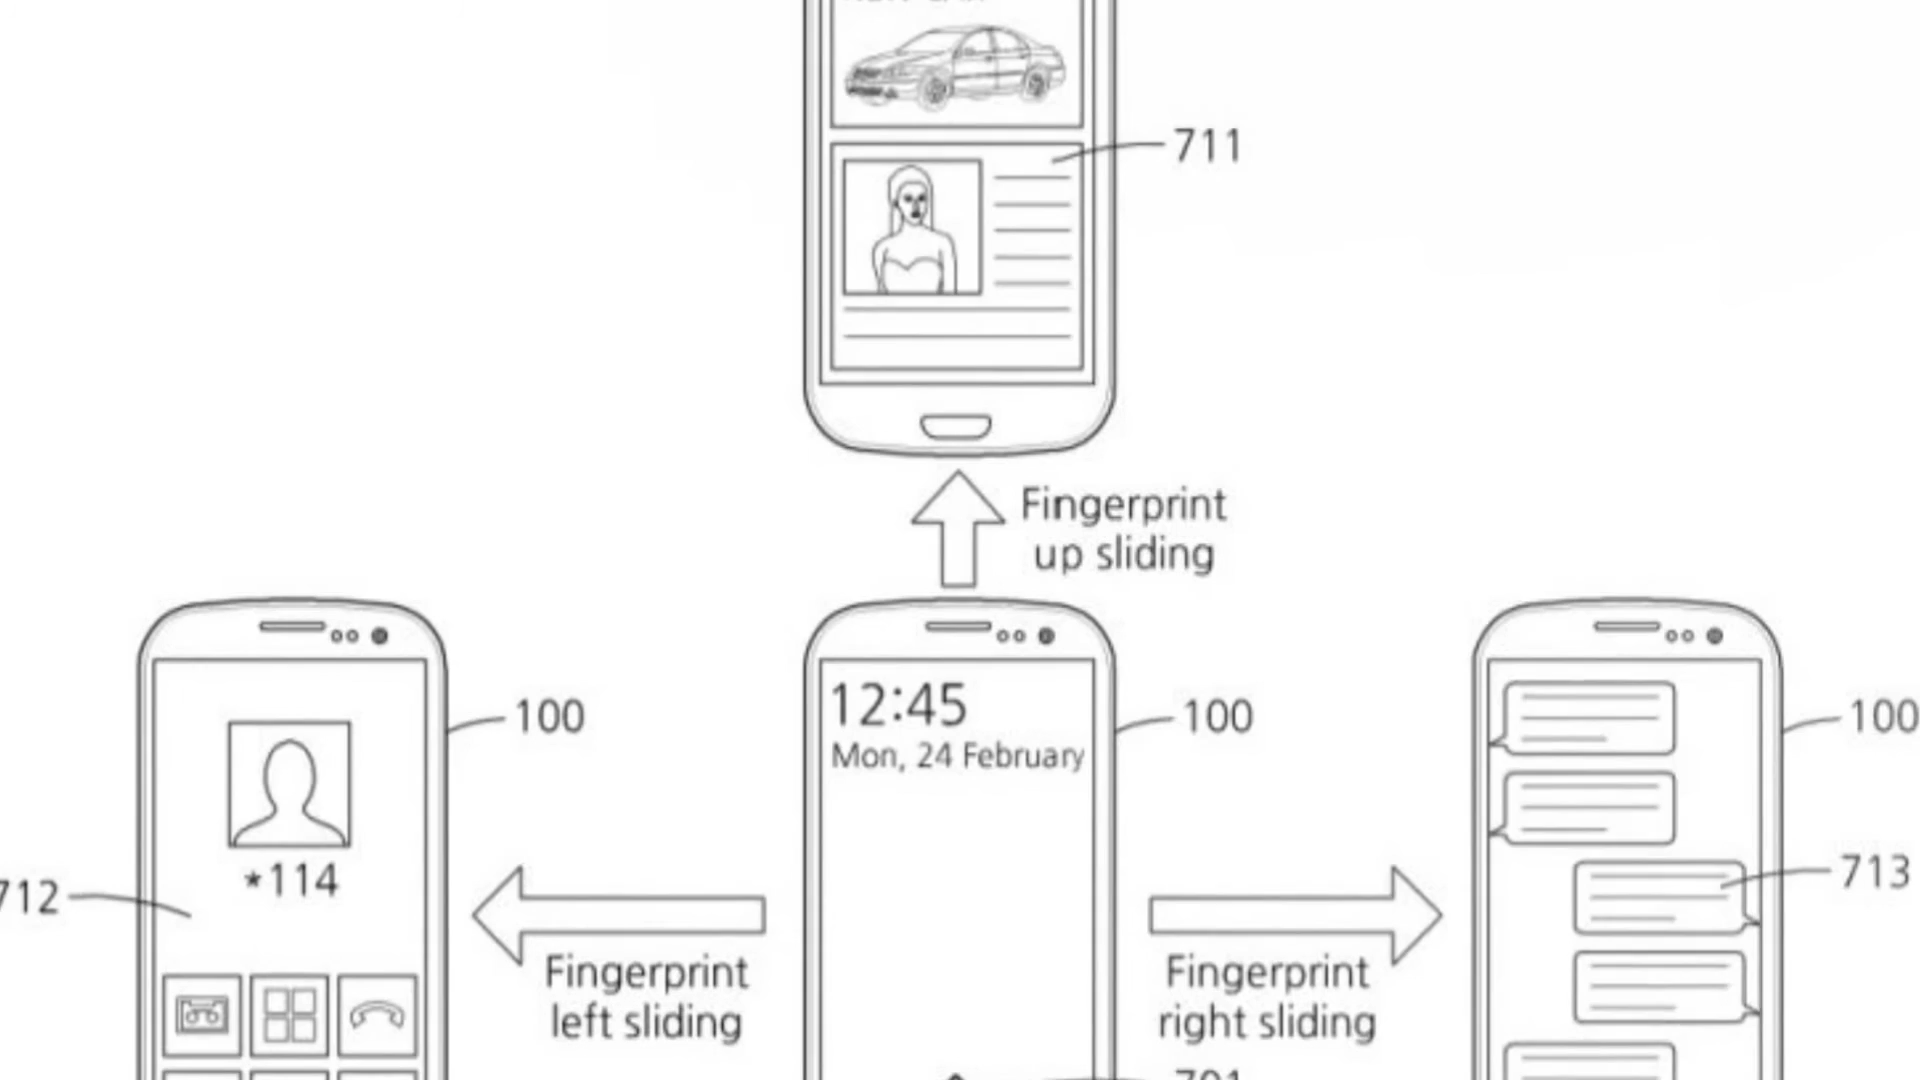 711
Fingerprint
up sliding
100
12:45
Mon, 24 February
100
100
*114
712
713
Fingerprint
left sliding
Fingerprint
right sliding